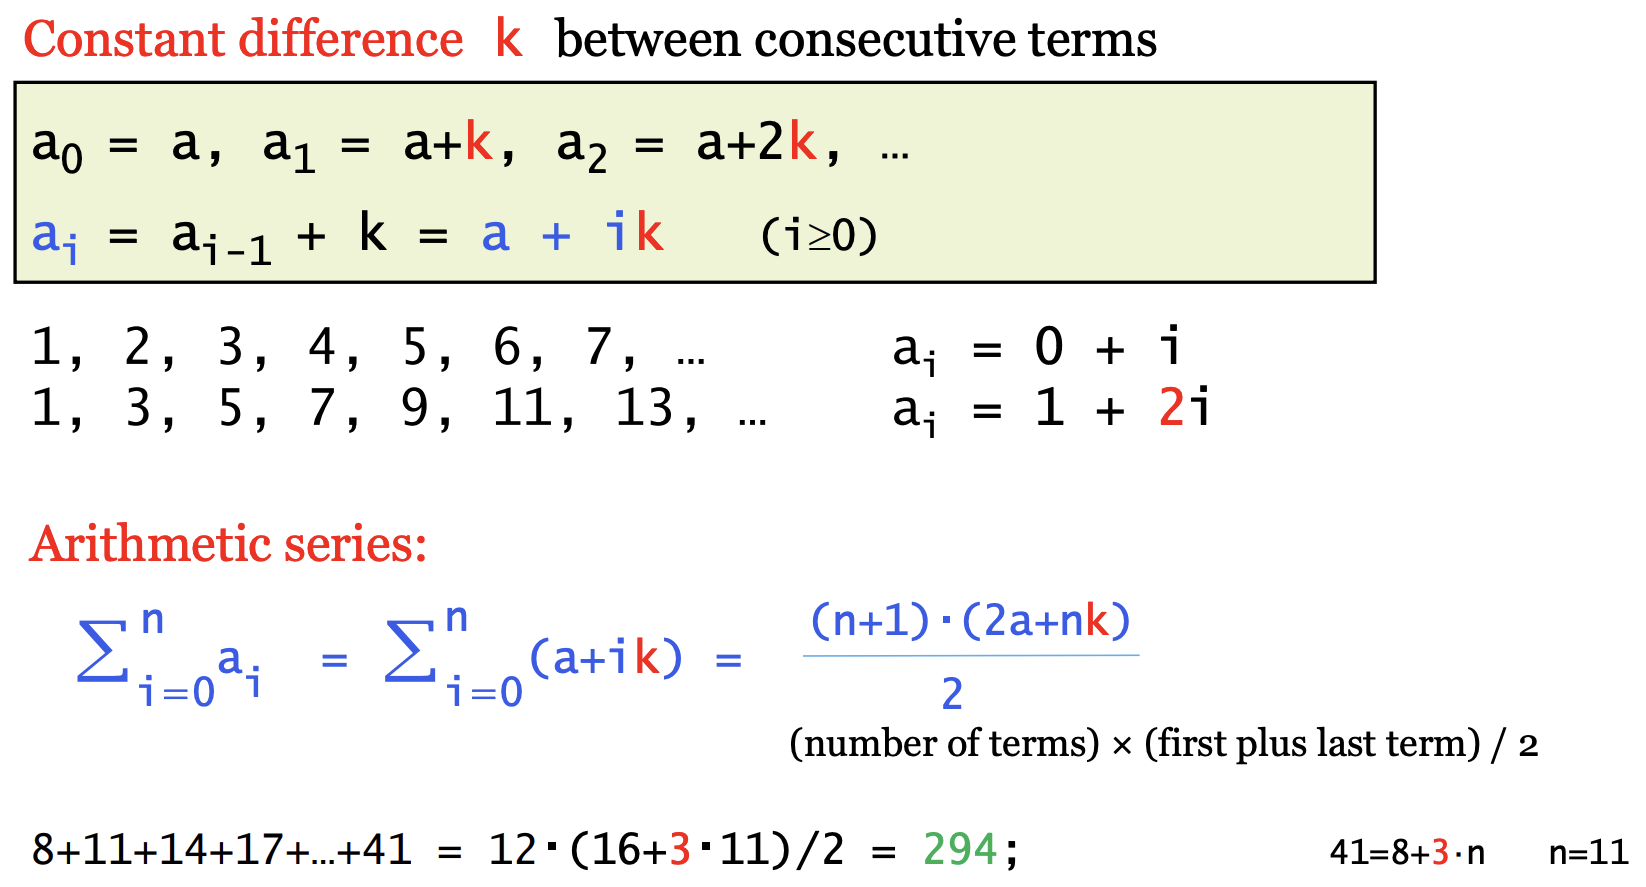 Constant difference k between consecutive terms
a₀ = a, a₁ = a+k, a₂ = a+2k, …
aᵢ = aᵢ₋₁ + k = a + ik (i≥0)
1, 2, 3, 4, 5, 6, 7, … aᵢ = 0 + i
1, 3, 5, 7, 9, 11, 13, … aᵢ = 1 + 2i
Arithmetic series:
∑ⁿᵢ₌₀ aᵢ = ∑ⁿᵢ₌₀ (a+ik) = (n+1)·(2a+nk)
2
(number of terms) × (first plus last term) / 2
8+11+14+17+…+41 = 12·(16+3·11)/2 = 294; 41=8+3·n n=11